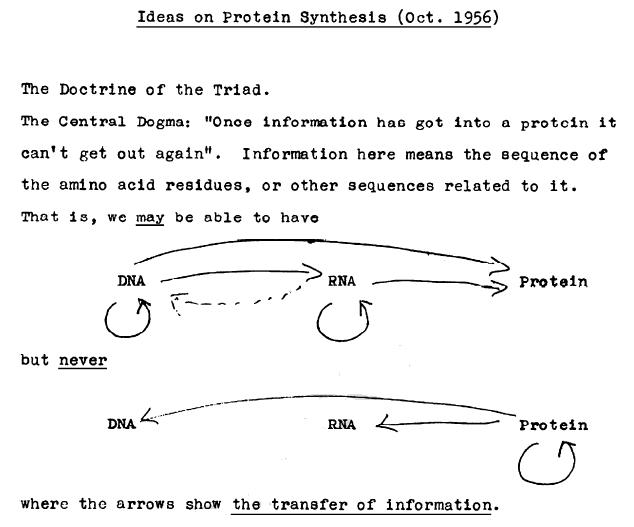 Ideas on Protein Synthesis (Oct. 1956)
The Doctrine of the Triad.
The Central Dogma: "Once information has got into a protein it
can't get out again". Information here means the sequence of
the amino acid residues, or other sequences related to it.
That is, we may be able to have
DNA RNA Protein
but never
DNA RNA Protein
where the arrows show the transfer of information.